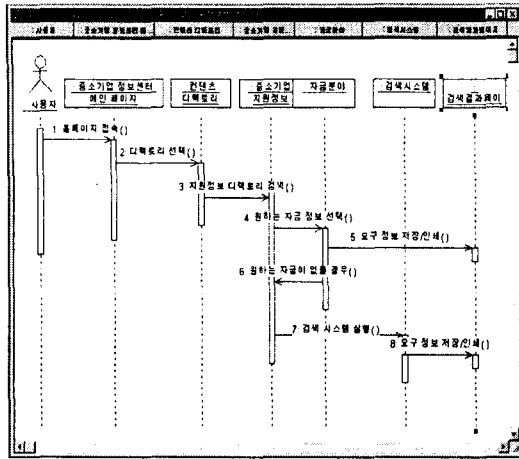 사용자
중소기업 정보센터
메인 페이지
컨텐츠
디렉토리
중소기업
지원정보
자금분야
검색시스템
검색결과페이
1 홈페이지 접속()
2 디렉토리 선택()
3 지원정보 디렉토리 검색()
4 원하는 자금 정보 선택()
5 요구 정보 저장/인쇄()
6 원하는 자금이 없을 경우()
7 검색 시스템 실행()
8 요구 정보 저장/인쇄()